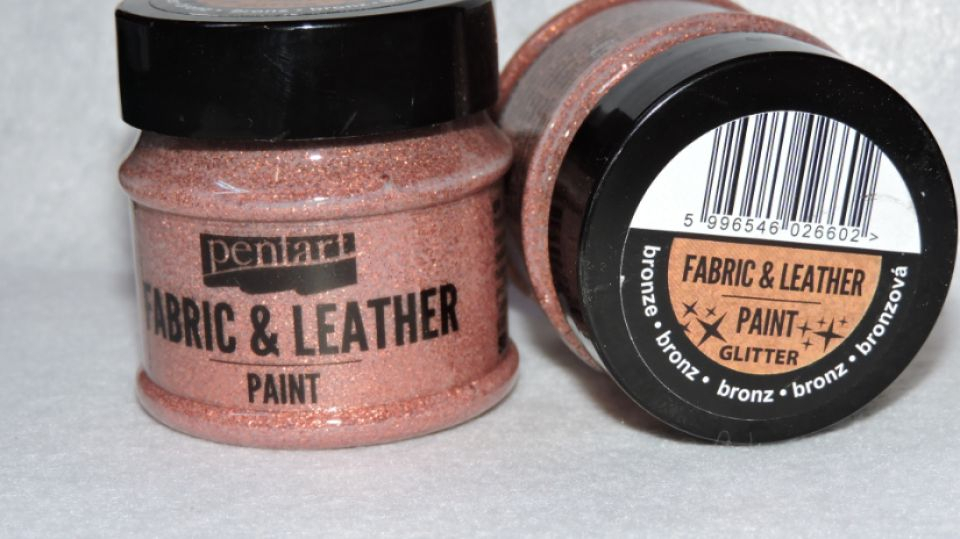 pentart
FABRIC & LEATHER
PAINT
5 996546 026602 >
FABRIC & LEATHER
PAINT
GLITTER
bronze • bronz • bronz • bronz • bronzová